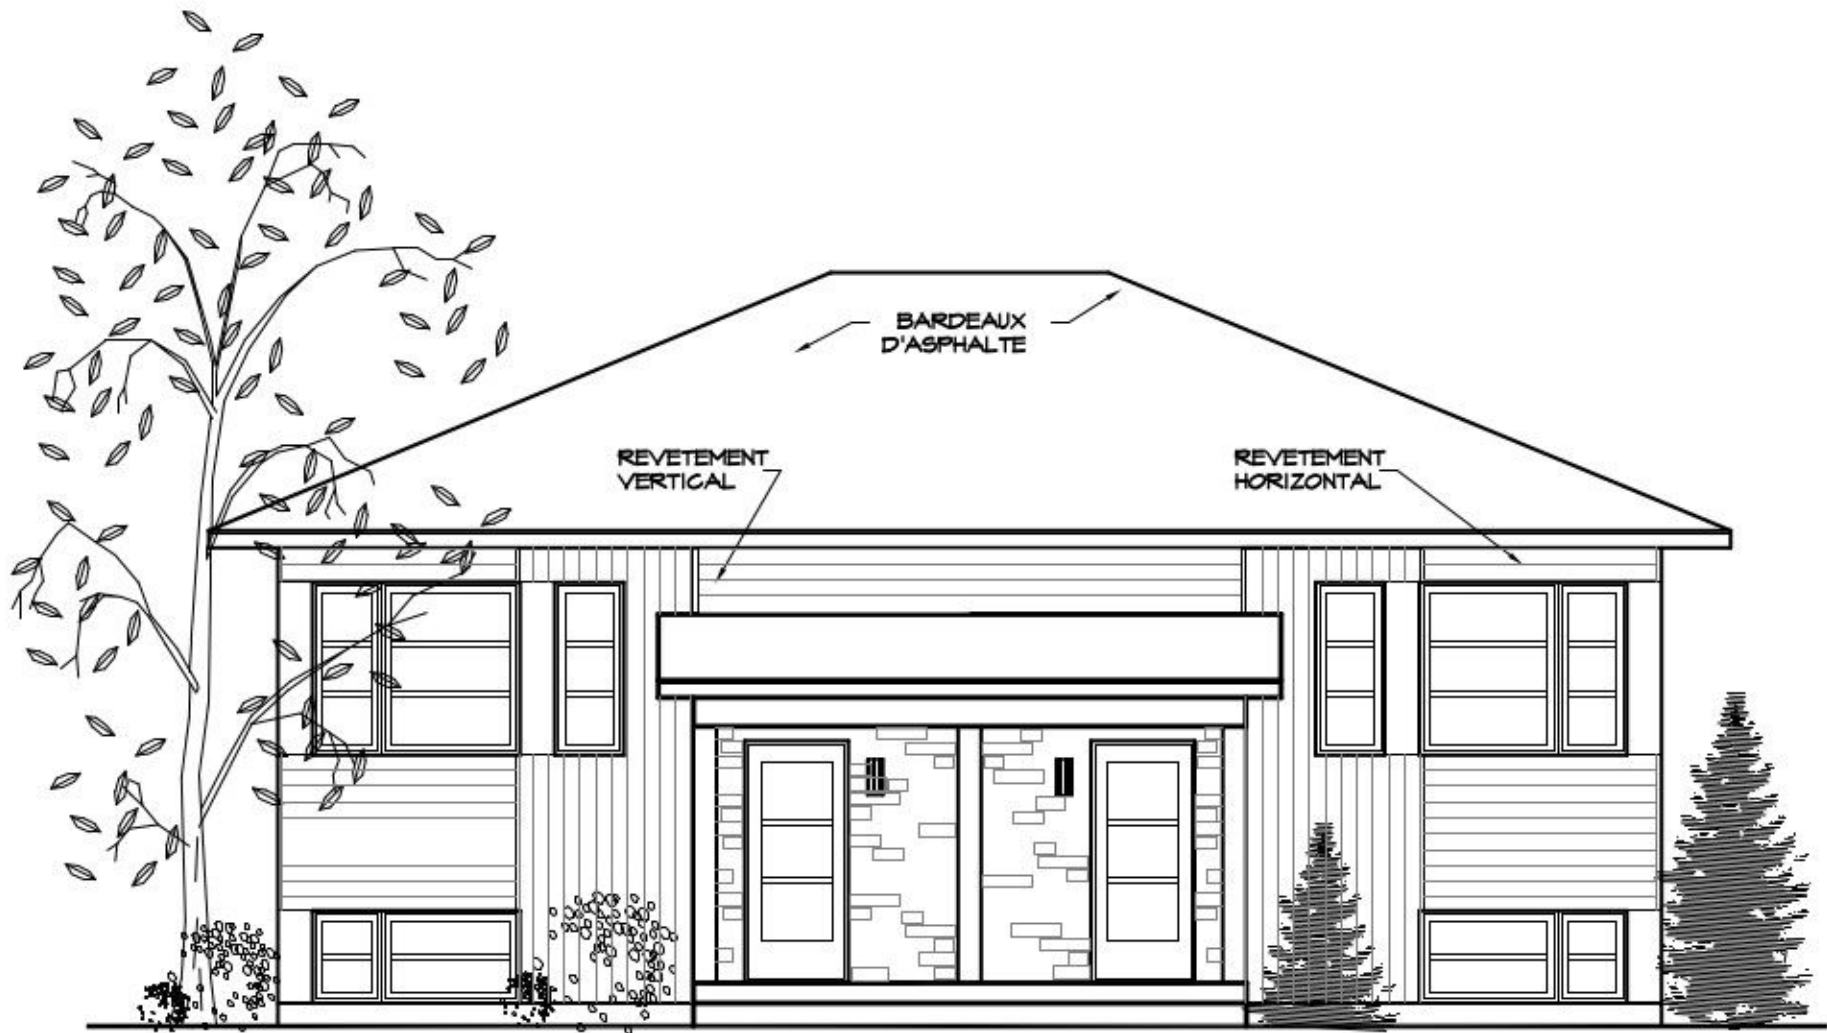 BARDEAUX
D'ASPHALTE
REVETEMENT
VERTICAL
REVETEMENT
HORIZONTAL